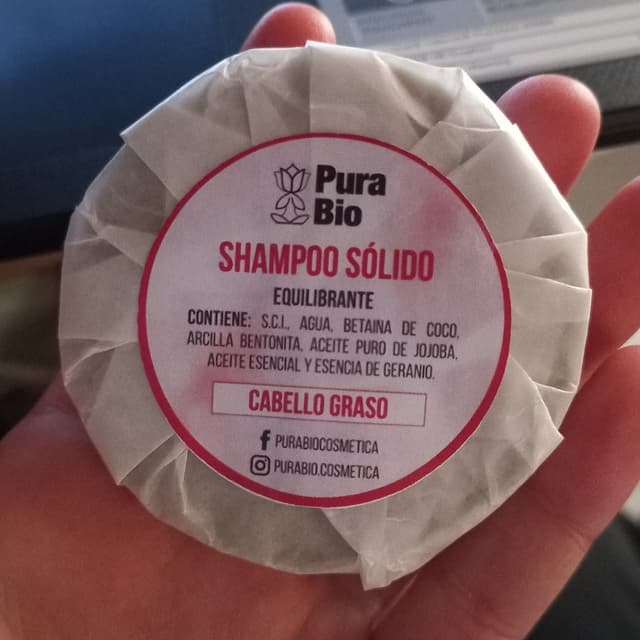 Pura
Bio
SHAMPOO SÓLIDO
EQUILIBRANTE
CONTIENE: S.C.I., AGUA, BETAINA DE COCO,
ARCILLA BENTONITA, ACEITE PURO DE JOJOBA,
ACEITE ESENCIAL Y ESENCIA DE GERANIO.
CABELLO GRASO
PURABIOCOSMETICA
PURABIO.COSMETICA